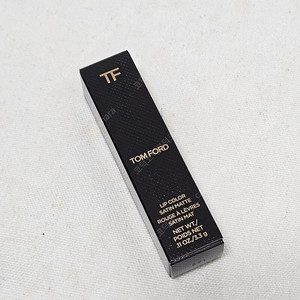 TF
TOM FORD
LIP COLOR
SATIN MATTE
ROUGE À LÈVRES
SATIN MAT
NET WT./
POIDS NET
.11 OZ./3.3 g